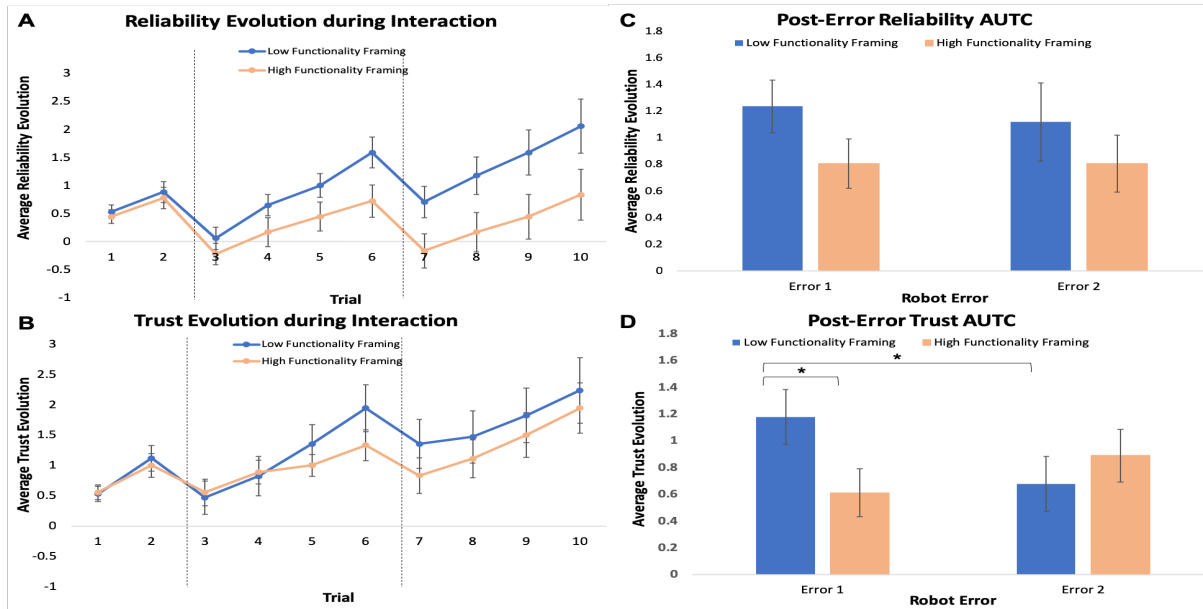 A
Reliability Evolution during Interaction
Low Functionality Framing
High Functionality Framing
Average Reliability Evolution
3
2.5
2
1.5
1
0.5
0
-0.5
-1
1 2 3 4 5 6 7 8 9 10
Trial
B
Trust Evolution during Interaction
Low Functionality Framing
High Functionality Framing
Average Trust Evolution
3
2.5
2
1.5
1
0.5
0
-0.5
-1
1 2 3 4 5 6 7 8 9 10
Trial
C
Post-Error Reliability AUTC
Low Functionality Framing High Functionality Framing
Average Reliability Evolution
1.8
1.6
1.4
1.2
1
0.8
0.6
0.4
0.2
0
Error 1 Error 2
Robot Error
D
Post-Error Trust AUTC
Low Functionality Framing High Functionality Framing
Average Trust Evolution
1.8
1.6
1.4
1.2
1
0.8
0.6
0.4
0.2
0
*
*
Error 1 Error 2
Robot Error